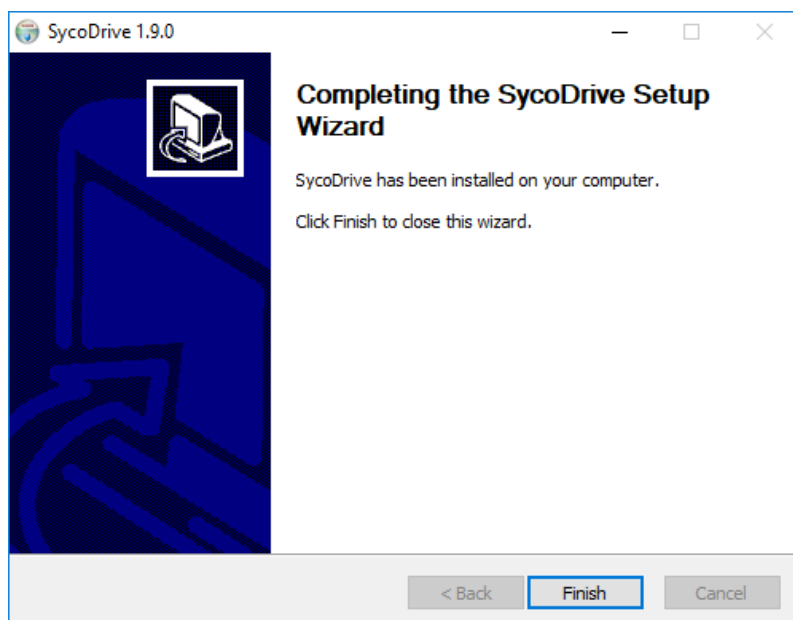 SycoDrive 1.9.0
Completing the SycoDrive Setup
Wizard
SycoDrive has been installed on your computer.
Click Finish to close this wizard.
< Back
Finish
Cancel